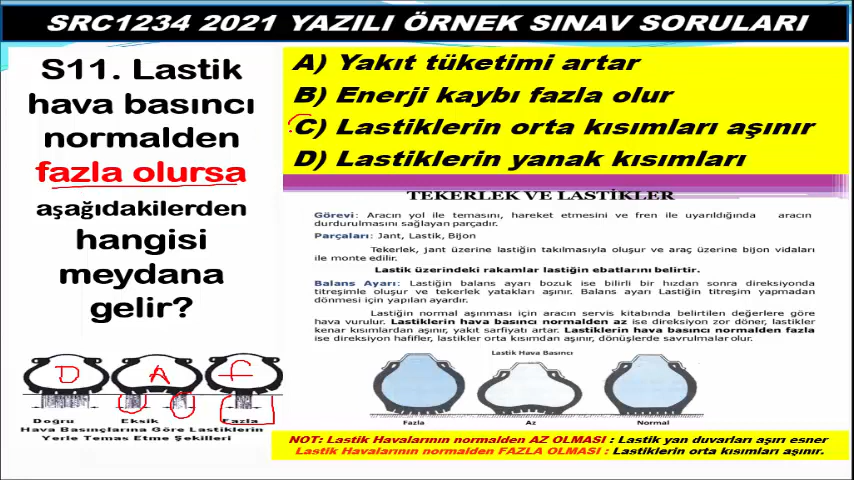 SRC1234 2021 YAZILI ÖRNEK SINAV SORULARI
S11. Lastik
hava basıncı
normalden
fazla olursa
aşağıdakilerden
hangisi
meydana
gelir?
A) Yakıt tüketimi artar
B) Enerji kaybı fazla olur
C) Lastiklerin orta kısımları aşınır
D) Lastiklerin yanak kısımları
TEKERLEK VE LASTİKLER
Görevi: Aracın yol ile temasını, hareket etmesini ve fren ile uyarıldığında aracın
durdurulmasını sağlayan parçadır.
Parçaları: Jant, Lastik, Bijon
Tekerlek, jant üzerine lastiğin takılmasıyla oluşur ve araç üzerine bijon vidaları
ile monte edilir.
Lastik üzerindeki rakamlar lastiğin ebatlarını belirtir.
Balans Ayarı: Lastiğin balans ayarı bozuk ise bilirli bir hızdan sonra direksiyonda
titreşimle oluşur ve tekerlek yatakları aşınır. Balans ayarı Lastiğin titreşim yapmadan
dönmesi için yapılan ayardır.
Lastiğin normal aşınması için aracın servis kitabında belirtilen değerlere göre
hava vurulur. Lastiklerin hava basıncı normalden az ise direksiyon zor döner, lastikler
kenar kısımlardan aşınır, yakıt sarfiyatı artar. Lastiklerin hava basıncı normalden fazla
ise direksiyon hafifler, lastikler orta kısımdan aşınır, dönüşlerde savrulmalar olur.
Lastik Hava Basıncı
Fazla Az Normal
D A F
Doğru Eksik Fazla
Hava Basınçlarına Göre Lastiklerin
Yerle Temas Etme Şekilleri
NOT: Lastik Havalarının normalden AZ OLMASI : Lastik yan duvarları aşırı esner
Lastik Havalarının normalden FAZLA OLMASI : Lastiklerin orta kısımları aşınır.